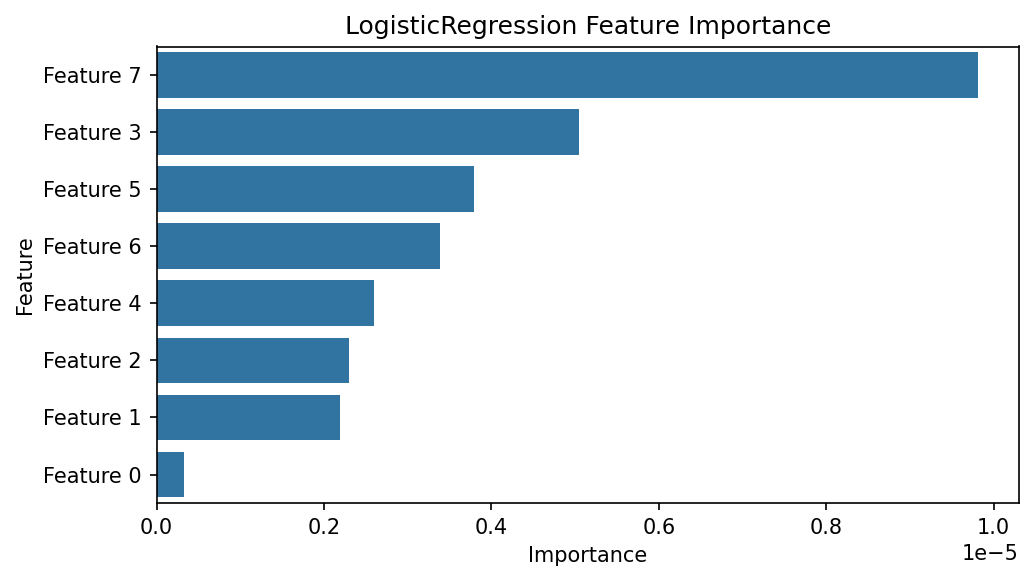 LogisticRegression Feature Importance
Feature 7
Feature 3
Feature 5
Feature 6
Feature 4
Feature 2
Feature 1
Feature 0
Feature
0.0 0.2 0.4 0.6 0.8 1.0
1e−5
Importance